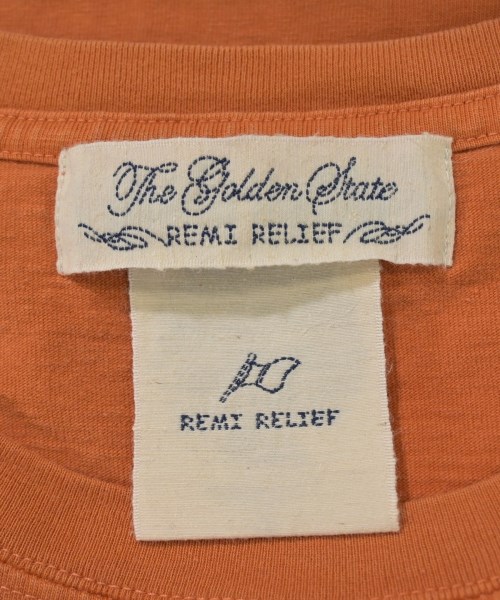 The Golden State
REMI RELIEF
REMI RELIEF